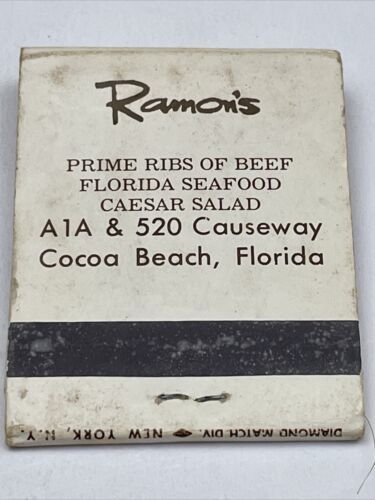 Ramon's
PRIME RIBS OF BEEF
FLORIDA SEAFOOD
CAESAR SALAD
A1A & 520 Causeway
Cocoa Beach, Florida
DIAMOND MATCH DIV. NEW YORK, N.Y.